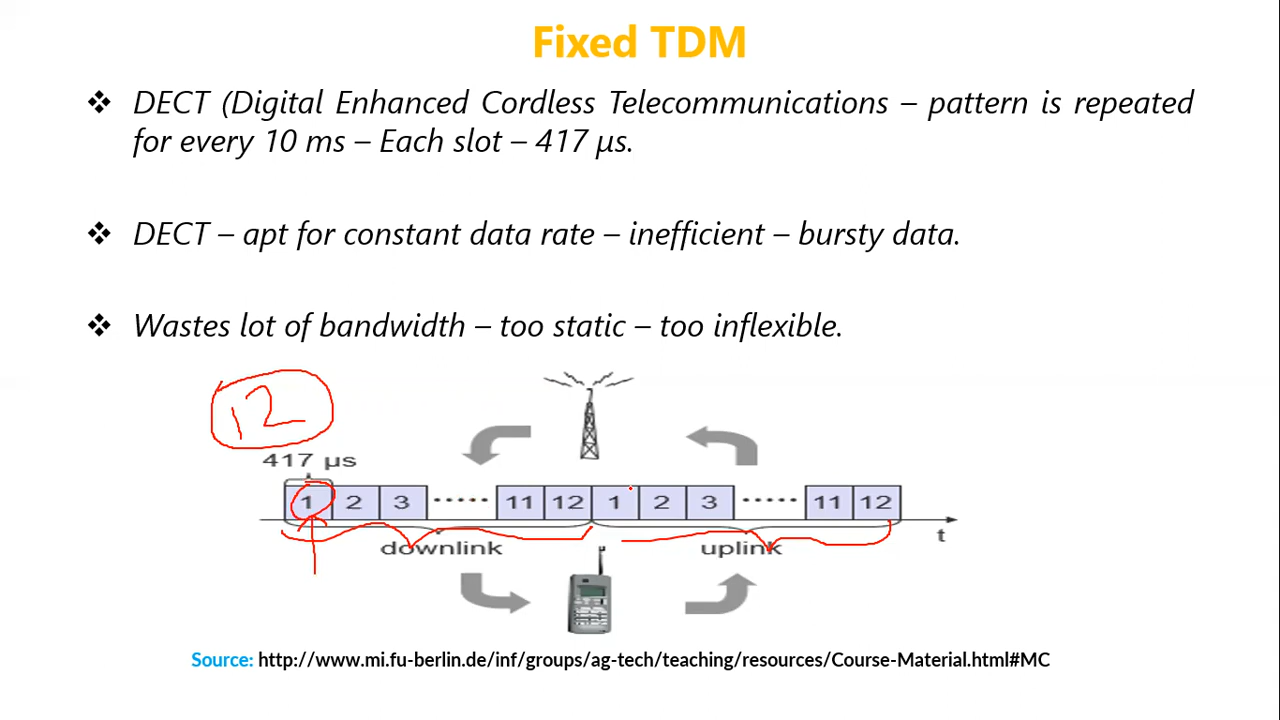 Fixed TDM
❖ DECT (Digital Enhanced Cordless Telecommunications – pattern is repeated
for every 10 ms – Each slot – 417 µs.
❖ DECT – apt for constant data rate – inefficient – bursty data.
❖ Wastes lot of bandwidth – too static – too inflexible.
12
417 µs
1 2 3 ····· 11 12 1 2 3 ····· 11 12
t
downlink uplink
Source: http://www.mi.fu-berlin.de/inf/groups/ag-tech/teaching/resources/Course-Material.html#MC